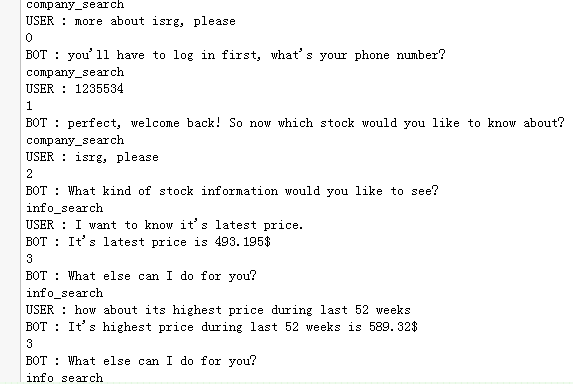 company_search
USER : more about isrg, please
0
BOT : you'll have to log in first, what's your phone number?
company_search
USER : 1235534
1
BOT : perfect, welcome back! So now which stock would you like to know about?
company_search
USER : isrg, please
2
BOT : What kind of stock information would you like to see?
info_search
USER : I want to know it's latest price.
BOT : It's latest price is 493.195$
3
BOT : What else can I do for you?
info_search
USER : how about its highest price during last 52 weeks
BOT : It's highest price during last 52 weeks is 589.32$
3
BOT : What else can I do for you?
info_search